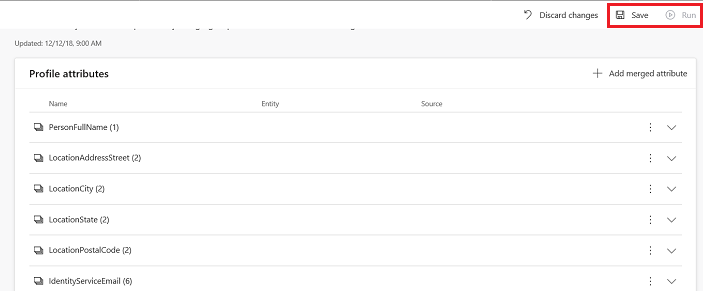 Discard changes Save Run
Updated: 12/12/18, 9:00 AM
Profile attributes Add merged attribute
Name Entity Source
PersonFullName (1)
LocationAddressStreet (2)
LocationCity (2)
LocationState (2)
LocationPostalCode (2)
IdentityServiceEmail (6)